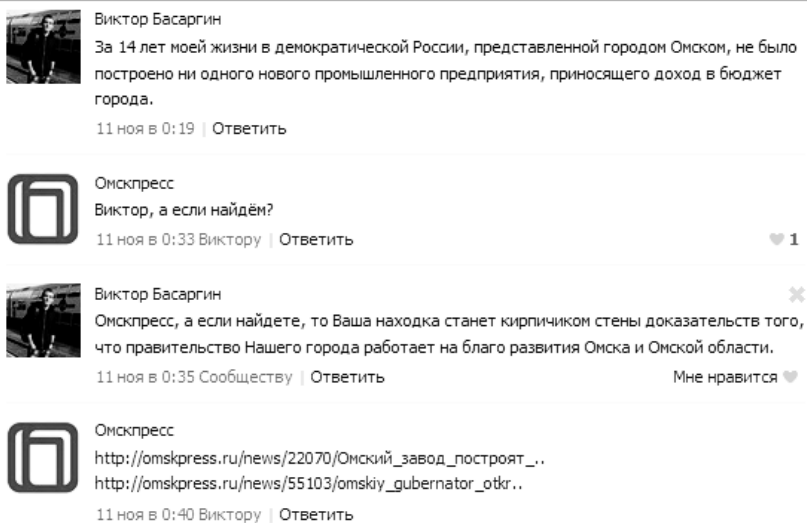 Виктор Басаргин
За 14 лет моей жизни в демократической России, представленной городом Омском, не было
построено ни одного нового промышленного предприятия, приносящего доход в бюджет
города.
11 ноя в 0:19 | Ответить
Омскпресс
Виктор, а если найдём?
11 ноя в 0:33 Виктору | Ответить 1
Виктор Басаргин
Омскпресс, а если найдете, то Ваша находка станет кирпичиком стены доказательств того,
что правительство Нашего города работает на благо развития Омска и Омской области.
11 ноя в 0:35 Сообществу | Ответить Мне нравится
Омскпресс
http://omskpress.ru/news/22070/Омский_завод_построят_..
http://omskpress.ru/news/55103/omskiy_gubernator_otkr..
11 ноя в 0:40 Виктору | Ответить